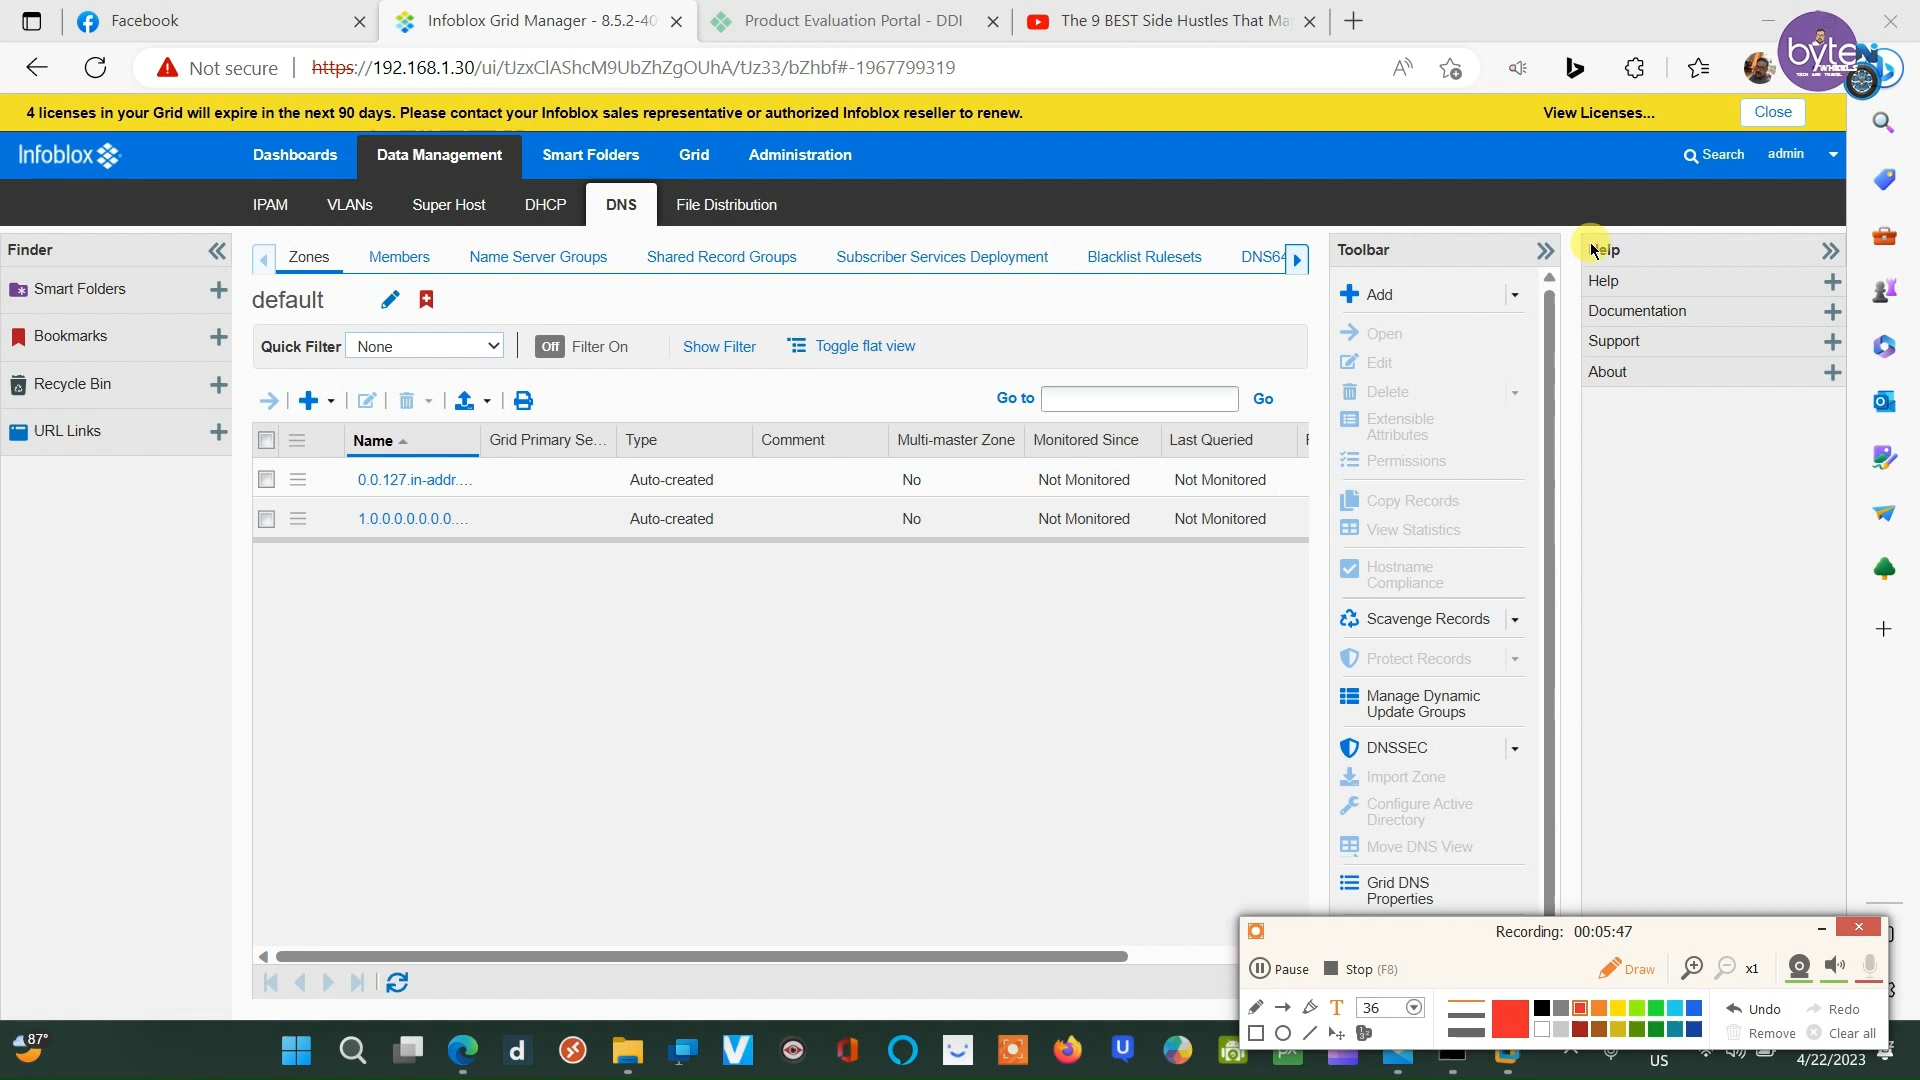 Facebook
Infoblox Grid Manager - 8.5.2-40
Product Evaluation Portal - DDI
The 9 BEST Side Hustles That Ma
Not secure
https://192.168.1.30/ui/tJzxClAShcM9UbZhZgOUhA/tJz33/bZhbf#-1967799319
byte
WHEELS
TECH AND TRAVEL
4 licenses in your Grid will expire in the next 90 days. Please contact your Infoblox sales representative or authorized Infoblox reseller to renew.
View Licenses...
Close
Infoblox
Dashboards
Data Management
Smart Folders
Grid
Administration
Search
admin
IPAM
VLANs
Super Host
DHCP
DNS
File Distribution
Finder
Smart Folders
Bookmarks
Recycle Bin
URL Links
Zones
Members
Name Server Groups
Shared Record Groups
Subscriber Services Deployment
Blacklist Rulesets
DNS64
default
Quick Filter
None
Off
Filter On
Show Filter
Toggle flat view
Go to
Go
Name
Grid Primary Se...
Type
Comment
Multi-master Zone
Monitored Since
Last Queried
0.0.127.in-addr....
Auto-created
No
Not Monitored
Not Monitored
1.0.0.0.0.0.0....
Auto-created
No
Not Monitored
Not Monitored
Toolbar
Add
Open
Edit
Delete
Extensible
Attributes
Permissions
Copy Records
View Statistics
Hostname
Compliance
Scavenge Records
Protect Records
Manage Dynamic
Update Groups
DNSSEC
Import Zone
Configure Active
Directory
Move DNS View
Grid DNS
Properties
Help
Help
Documentation
Support
About
Recording: 00:05:47
Pause
Stop (F8)
Draw
x1
36
Undo
Redo
Remove
Clear all
87°
US
4/22/2023